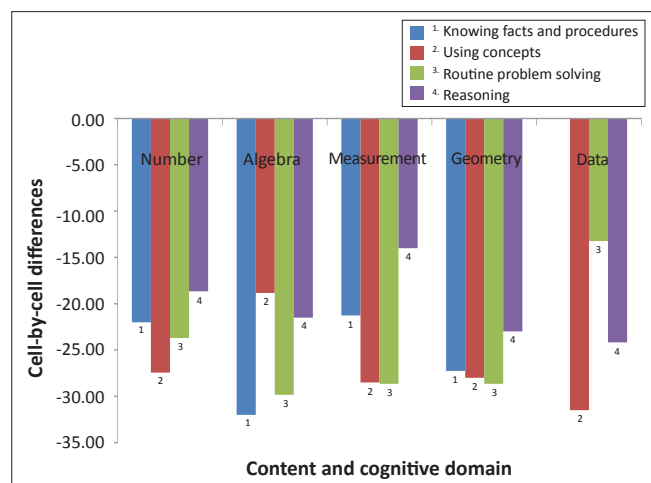 1. Knowing facts and procedures
2. Using concepts
3. Routine problem solving
4. Reasoning
0.00
-5.00
-10.00
-15.00
-20.00
-25.00
-30.00
-35.00
Cell-by-cell differences
Number Algebra Measurement Geometry Data
1 2 3 4
1 2 3 4
1 2 3 4
1 2 3 4
2 3 4
Content and cognitive domain